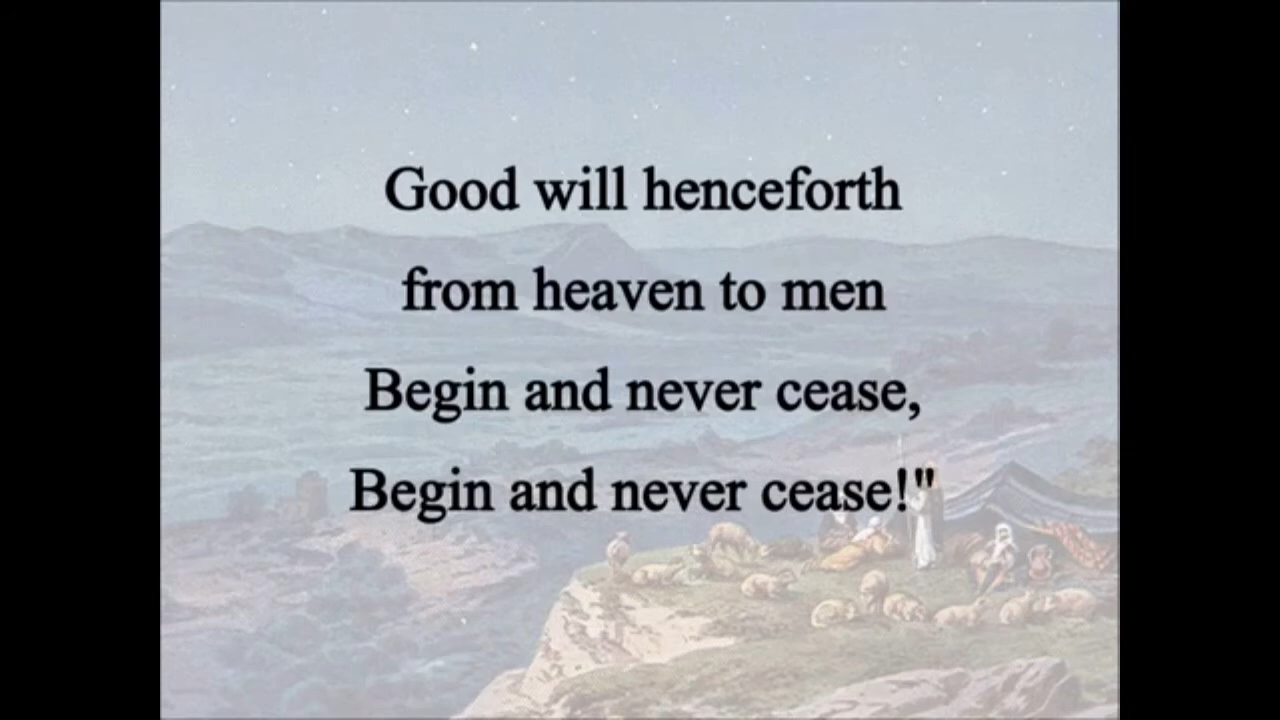 Good will henceforth
from heaven to men
Begin and never cease,
Begin and never cease!"